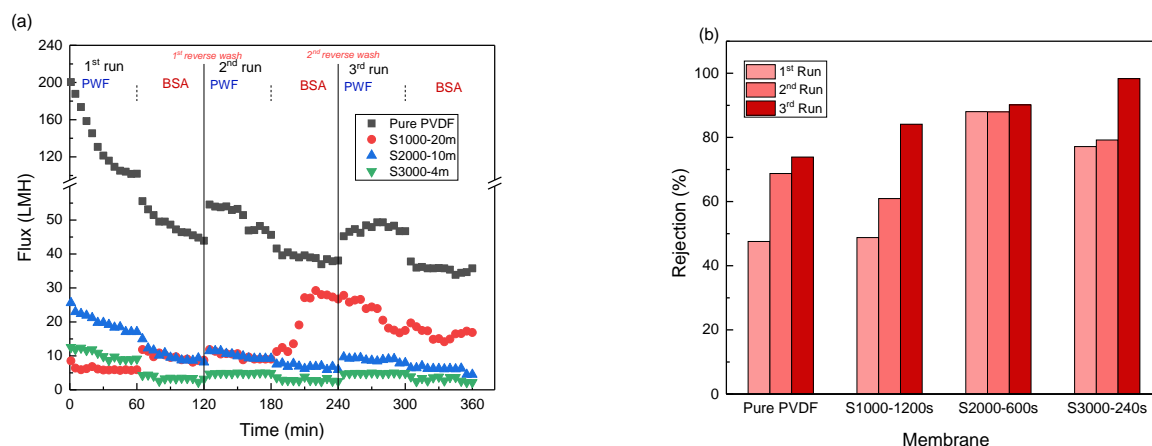 (a)
240
200
160
120
50
40
30
20
10
0
Flux (LMH)
1st reverse wash
2nd reverse wash
1st run
2nd run
3rd run
PWF
BSA
PWF
BSA
PWF
BSA
Pure PVDF
S1000-20m
S2000-10m
S3000-4m
0 60 120 180 240 300 360
Time (min)
(b)
100
80
60
40
20
0
Rejection (%)
1st Run
2nd Run
3rd Run
Pure PVDF S1000-1200s S2000-600s S3000-240s
Membrane